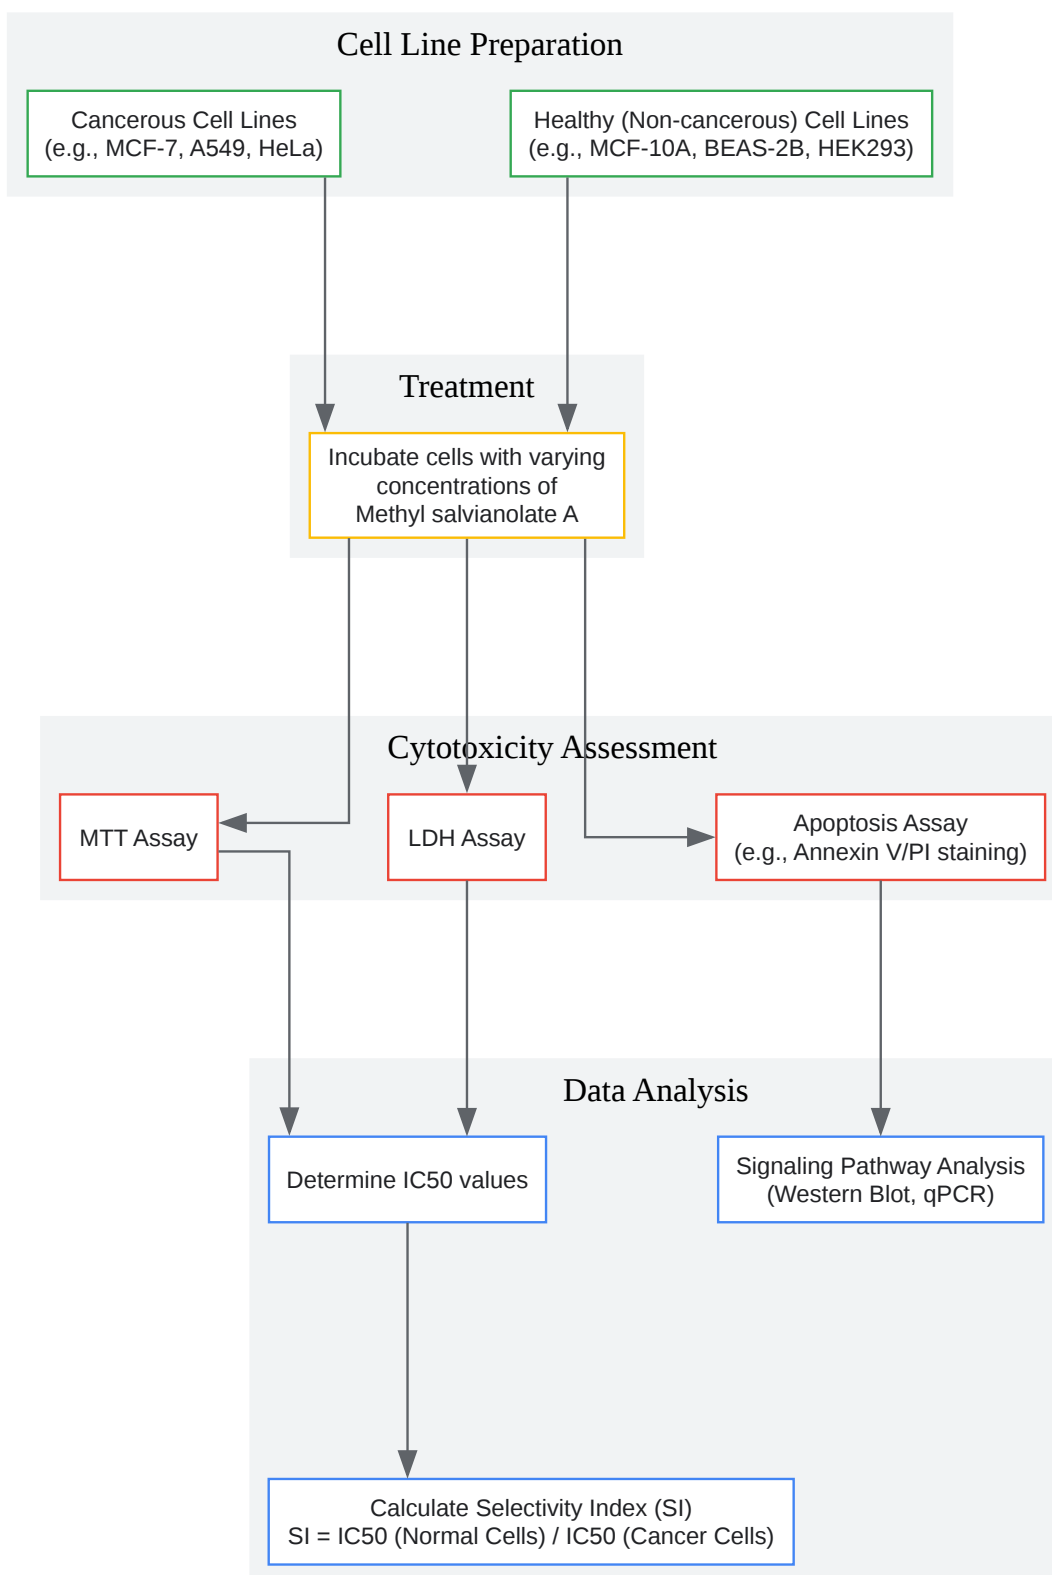 Cell Line Preparation
Cancerous Cell Lines
(e.g., MCF-7, A549, HeLa)
Healthy (Non-cancerous) Cell Lines
(e.g., MCF-10A, BEAS-2B, HEK293)
Treatment
Incubate cells with varying
concentrations of
Methyl salvianolate A
Cytotoxicity Assessment
MTT Assay
LDH Assay
Apoptosis Assay
(e.g., Annexin V/PI staining)
Data Analysis
Determine IC50 values
Signaling Pathway Analysis
(Western Blot, qPCR)
Calculate Selectivity Index (SI)
SI = IC50 (Normal Cells) / IC50 (Cancer Cells)